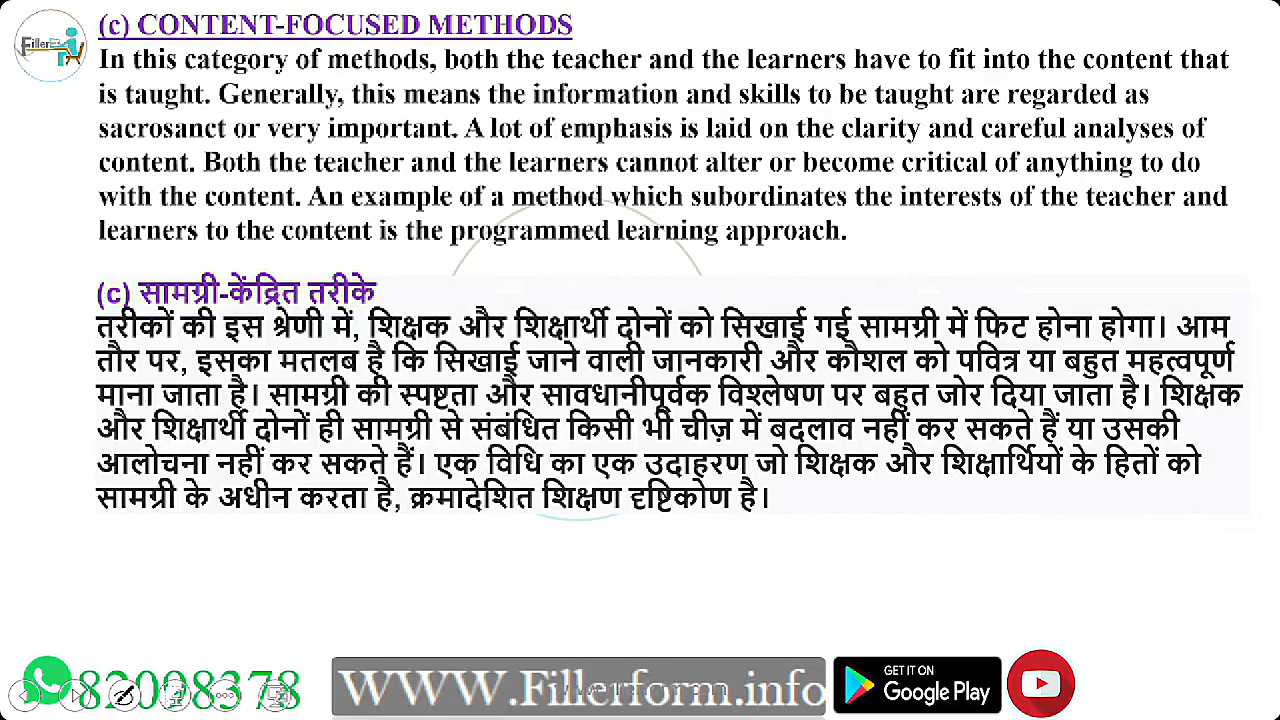 (c) CONTENT-FOCUSED METHODS
In this category of methods, both the teacher and the learners have to fit into the content that
is taught. Generally, this means the information and skills to be taught are regarded as
sacrosanct or very important. A lot of emphasis is laid on the clarity and careful analyses of
content. Both the teacher and the learners cannot alter or become critical of anything to do
with the content. An example of a method which subordinates the interests of the teacher and
learners to the content is the programmed learning approach.
(c) सामग्री-केंद्रित तरीके
तरीकों की इस श्रेणी में, शिक्षक और शिक्षार्थी दोनों को सिखाई गई सामग्री में फिट होना होगा। आम
तौर पर, इसका मतलब है कि सिखाई जाने वाली जानकारी और कौशल को पवित्र या बहुत महत्वपूर्ण
माना जाता है। सामग्री की स्पष्टता और सावधानीपूर्वक विश्लेषण पर बहुत जोर दिया जाता है। शिक्षक
और शिक्षार्थी दोनों ही सामग्री से संबंधित किसी भी चीज़ में बदलाव नहीं कर सकते हैं या उसकी
आलोचना नहीं कर सकते हैं। एक विधि का एक उदाहरण जो शिक्षक और शिक्षार्थियों के हितों को
सामग्री के अधीन करता है, क्रमादेशित शिक्षण दृष्टिकोण है।
82098378
WWW.Fillerform.info
GET IT ON
Google Play